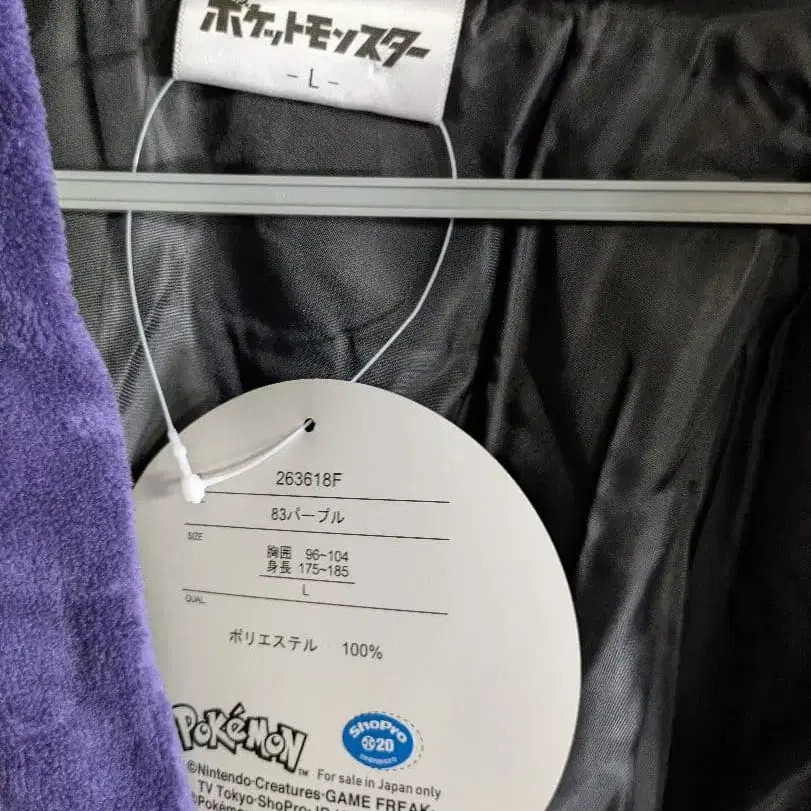 ポケットモンスター
- L -
263618F
83パープル
SIZE
胸囲 96~104
身長 175~185
L
QUAL
ポリエステル 100%
POKéMON
TM
ShoPro
20
For sale in Japan only
©Nintendo·Creatures·GAME FREAK·
TV Tokyo·ShoPro·
©Pokémon